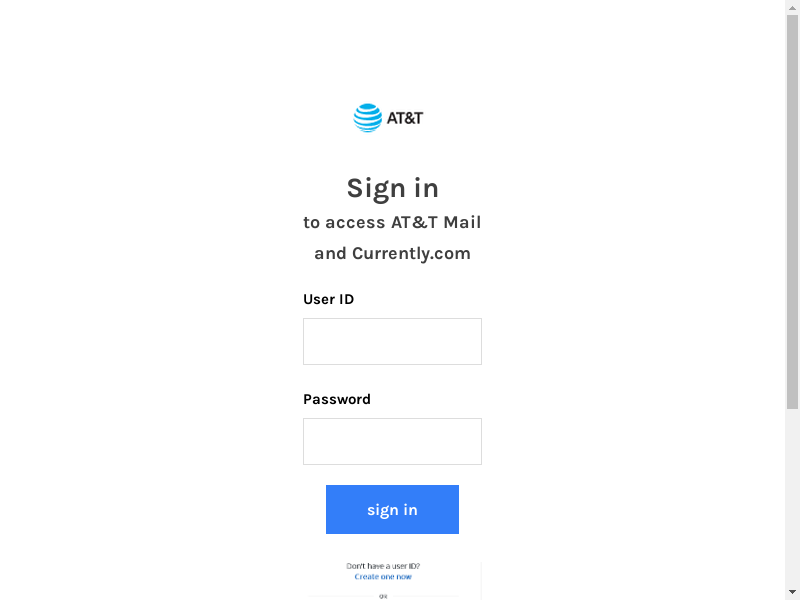 AT&T
Sign in
to access AT&T Mail
and Currently.com
User ID
Password
sign in
Don't have a user ID?
Create one now